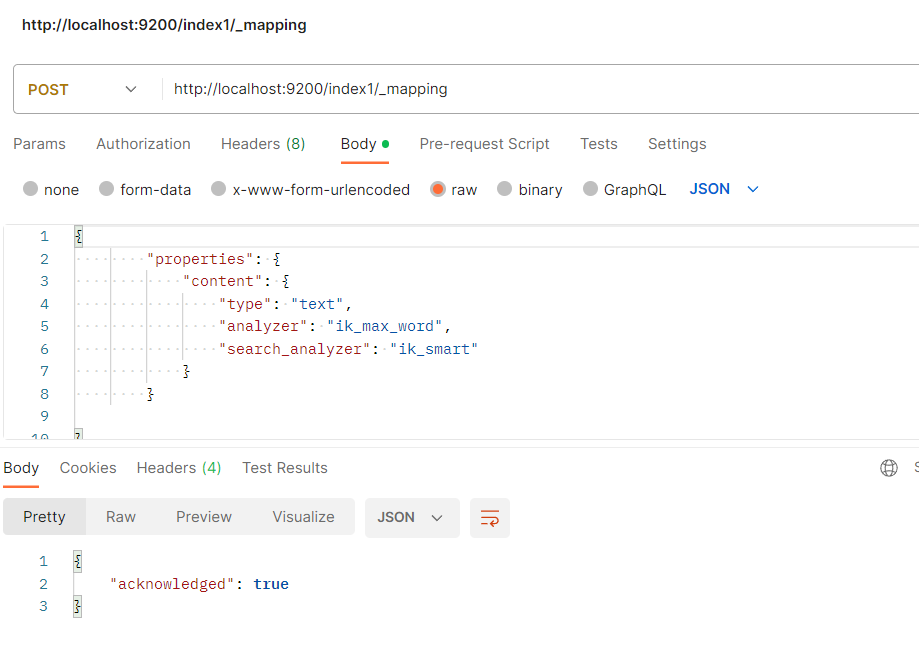 http://localhost:9200/index1/_mapping
POST http://localhost:9200/index1/_mapping
Params Authorization Headers (8) Body Pre-request Script Tests Settings
none form-data x-www-form-urlencoded raw binary GraphQL JSON
1 {
2 "properties": {
3 "content": {
4 "type": "text",
5 "analyzer": "ik_max_word",
6 "search_analyzer": "ik_smart"
7 }
8 }
9
10 }
Body Cookies Headers (4) Test Results
Pretty Raw Preview Visualize JSON
1 {
2 "acknowledged": true
3 }